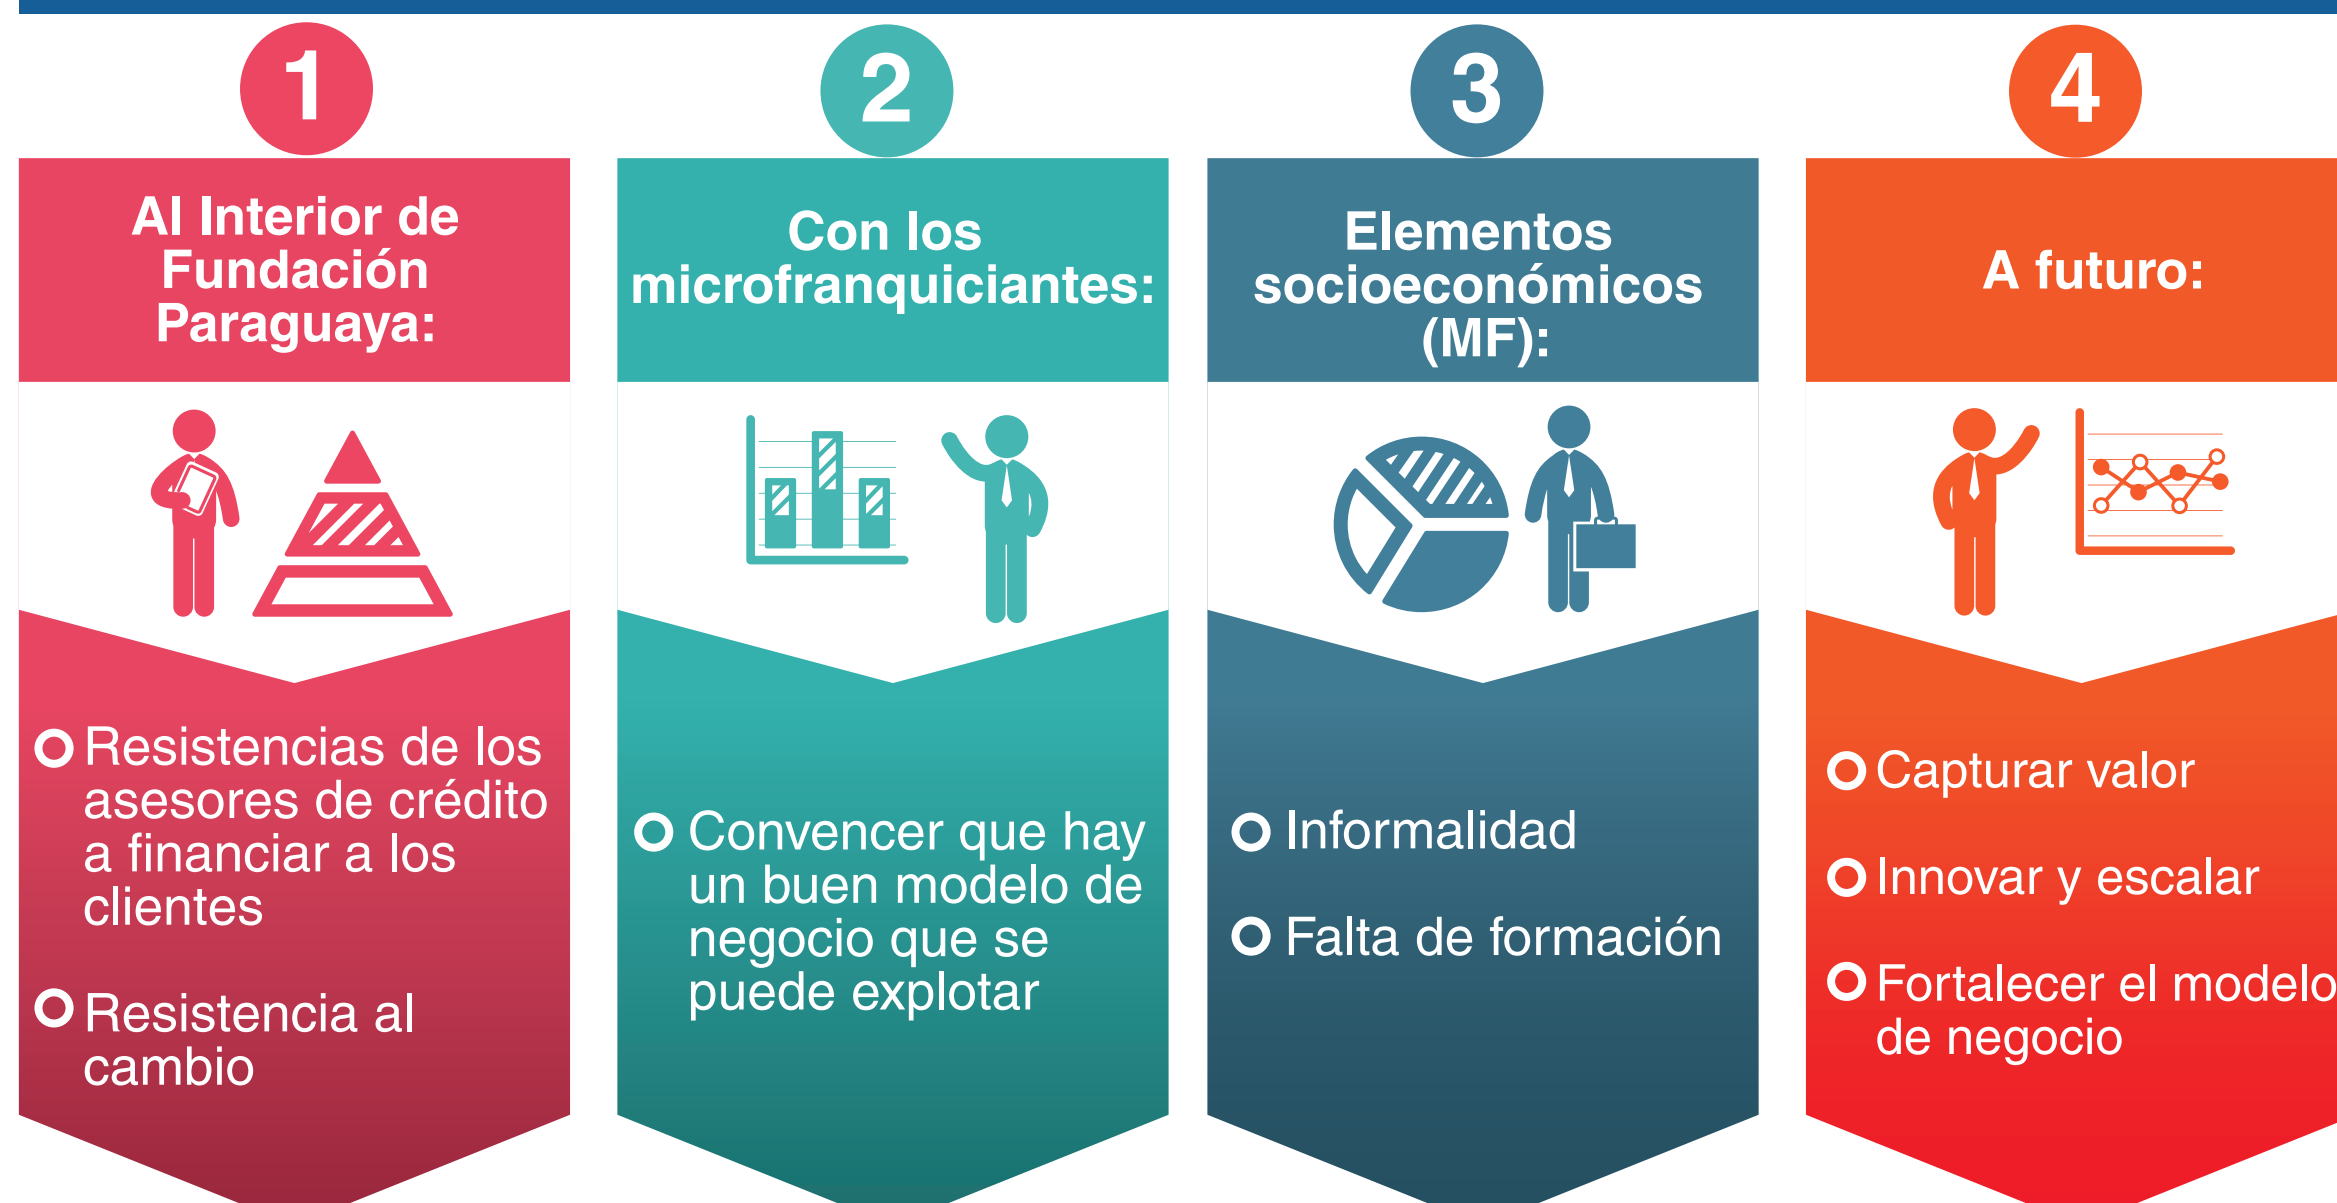 1
Al Interior de
Fundación
Paraguaya:
Resistencias de los
asesores de crédito
a financiar a los
clientes
Resistencia al
cambio
2
Con los
microfranquiciantes:
Convencer que hay
un buen modelo de
negocio que se
puede explotar
3
Elementos
socioeconómicos
(MF):
Informalidad
Falta de formación
4
A futuro:
Capturar valor
Innovar y escalar
Fortalecer el modelo
de negocio